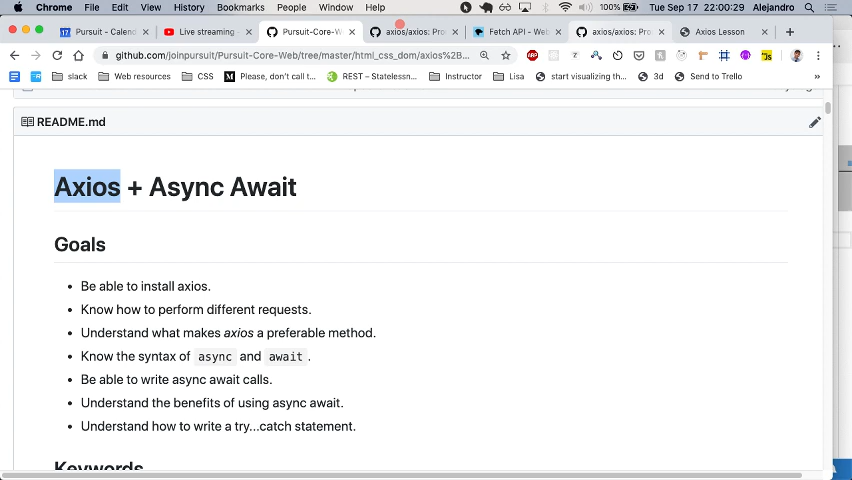 Chrome File Edit View History Bookmarks People Window Help 100% Tue Sep 17 22:00:29 Alejandro
17 Pursuit - Calend Live streaming - Pursuit-Core-W axios/axios: Pro Fetch API - Web axios/axios: Pro Axios Lesson
github.com/joinpursuit/Pursuit-Core-Web/tree/master/html_css_dom/axios%2B...
slack Web resources CSS Please, don't call t... REST – Stateless... Instructor Lisa start visualizing th... 3d Send to Trello
README.md
Axios + Async Await
Goals
• Be able to install axios.
• Know how to perform different requests.
• Understand what makes axios a preferable method.
• Know the syntax of async and await .
• Be able to write async await calls.
• Understand the benefits of using async await.
• Understand how to write a try...catch statement.
Keywords